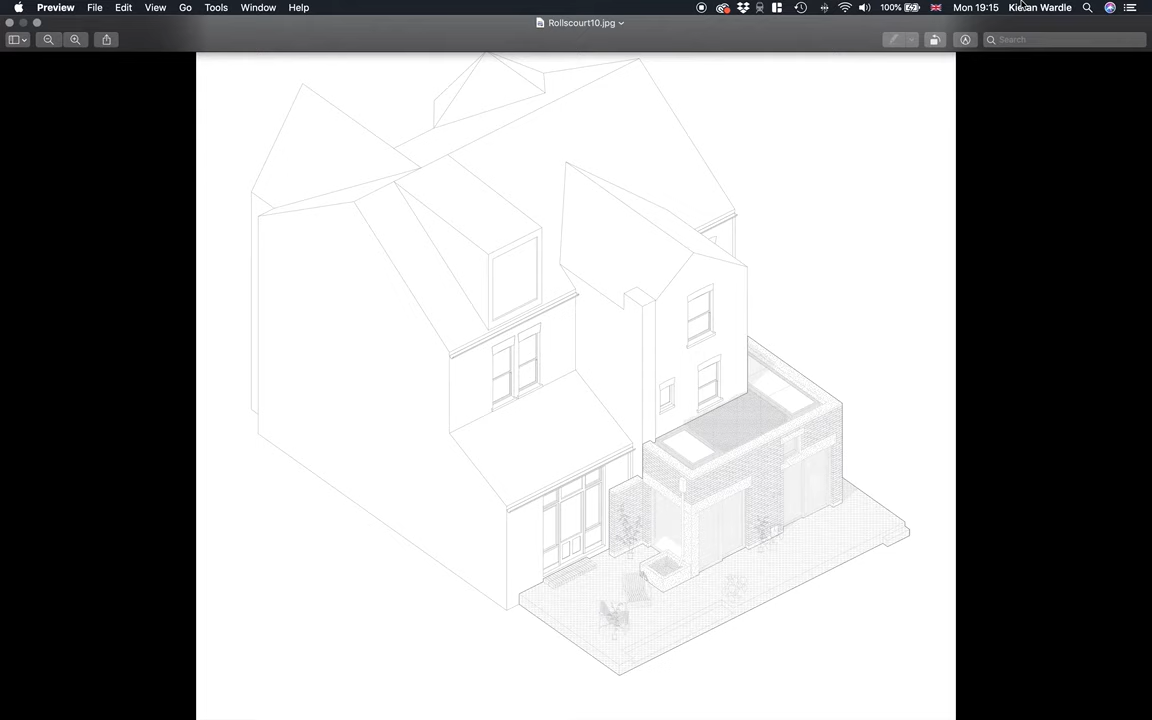 Preview File Edit View Go Tools Window Help 100% Mon 19:15 Kieran Wardle
Rollscourt10.jpg
Search